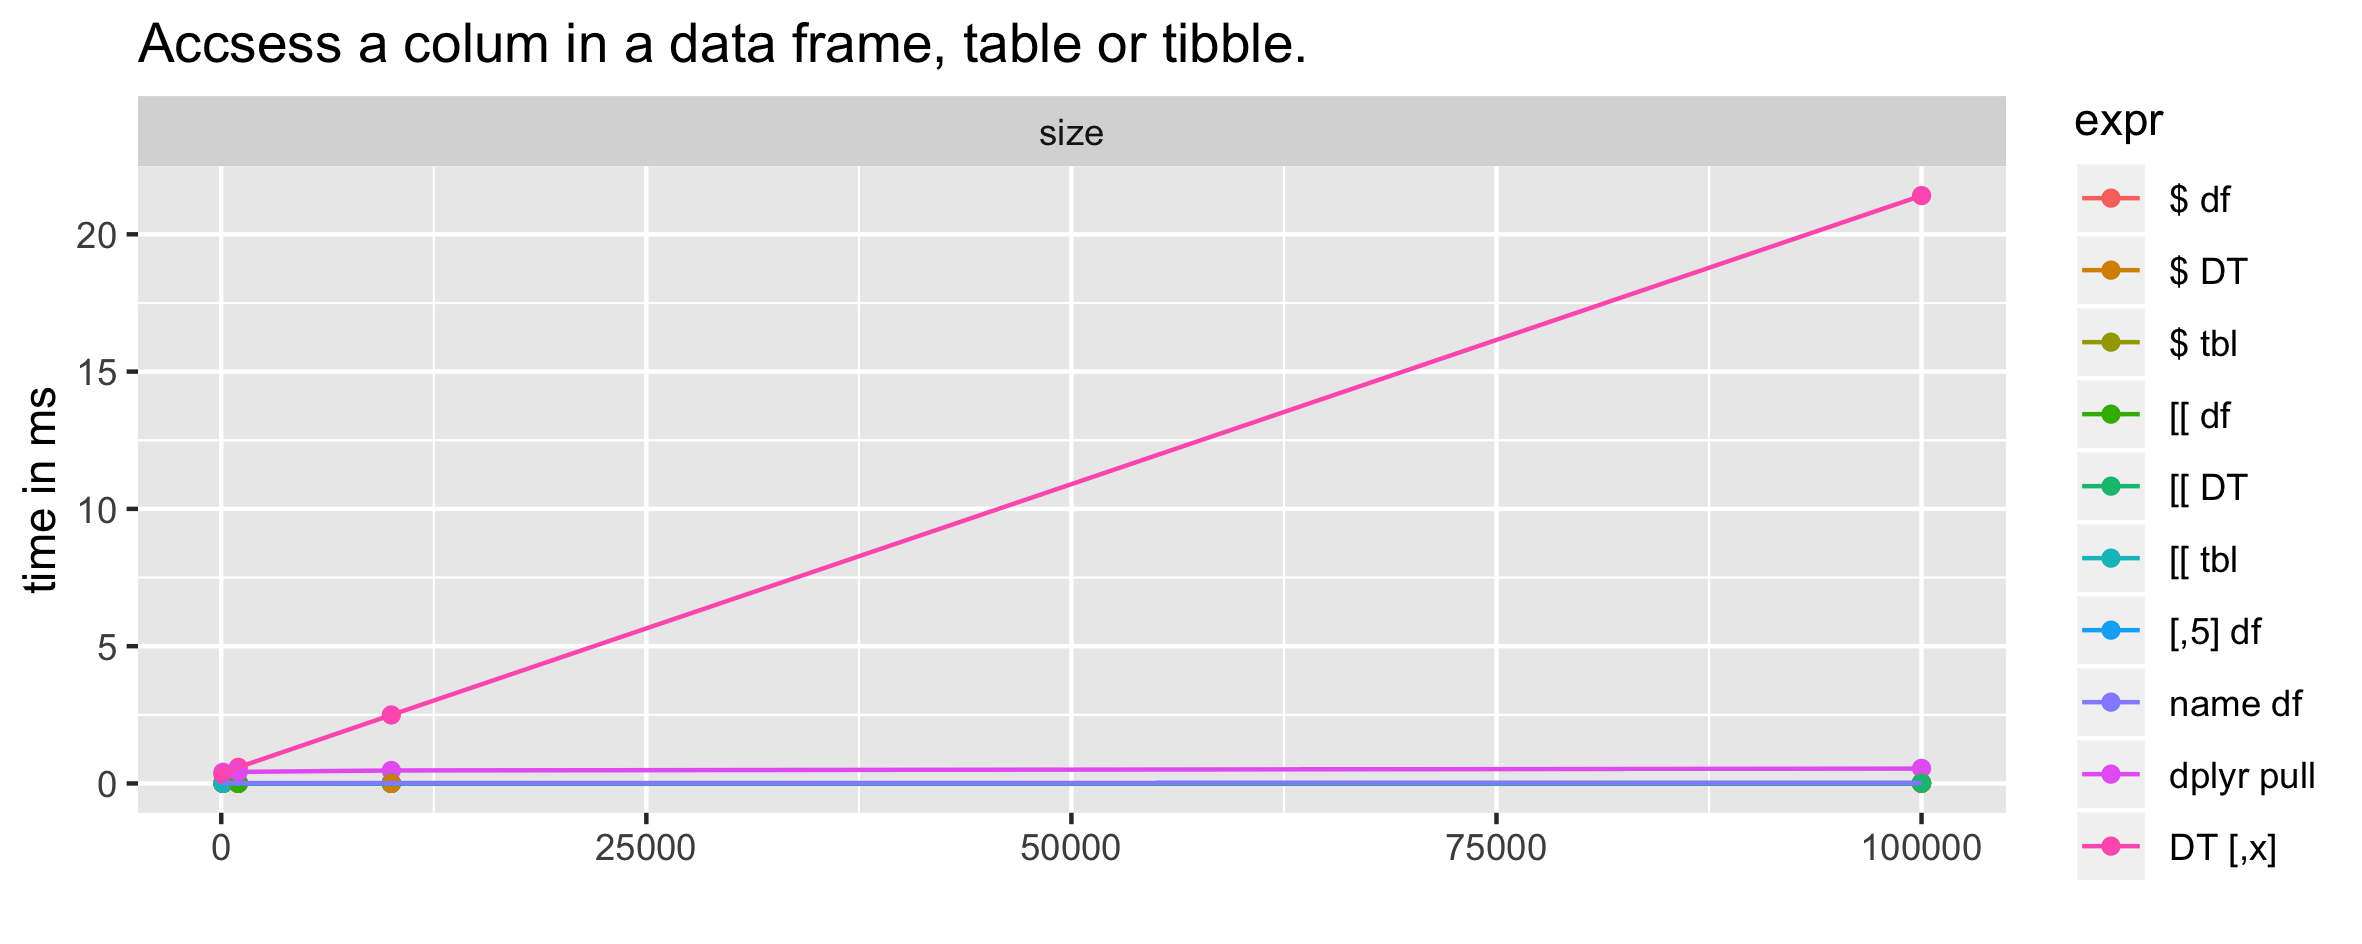 Accsess a colum in a data frame, table or tibble.
size
time in ms
20
15
10
5
0
0
25000
50000
75000
100000
expr
$ df
$ DT
$ tbl
[[ df
[[ DT
[[ tbl
[,5] df
name df
dplyr pull
DT [,x]